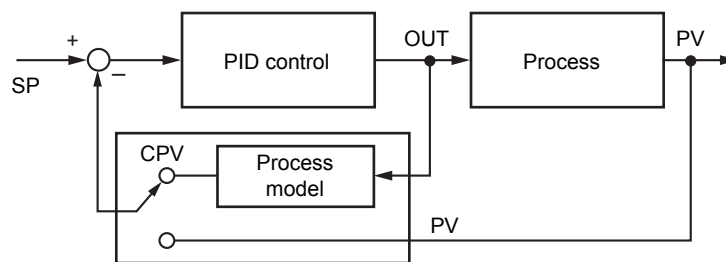 +
SP
−
PID control
OUT
Process
PV
CPV
Process
model
PV